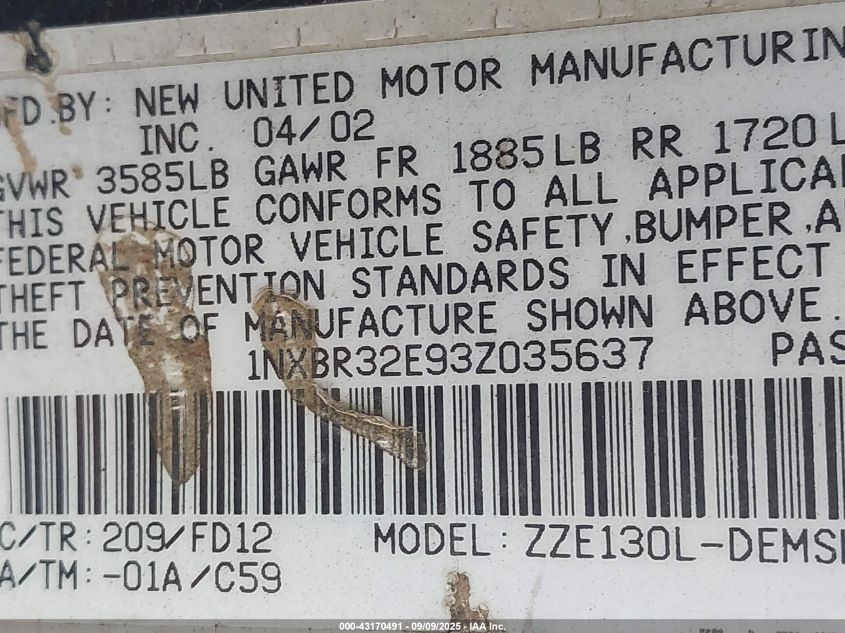 MFD.BY: NEW UNITED MOTOR MANUFACTURIN
INC. 04/02
GVWR 3585LB GAWR FR 1885LB RR 1720L
THIS VEHICLE CONFORMS TO ALL APPLICA
FEDERAL MOTOR VEHICLE SAFETY,BUMPER,A
THEFT PREVENTION STANDARDS IN EFFECT
THE DATE OF MANUFACTURE SHOWN ABOVE.
1NXBR32E93Z035637 PAS
C/TR: 209/FD12 MODEL: ZZE130L-DEMS
A/TM: -01A/C59
000-43170491 - 09/09/2025 - IAA Inc.